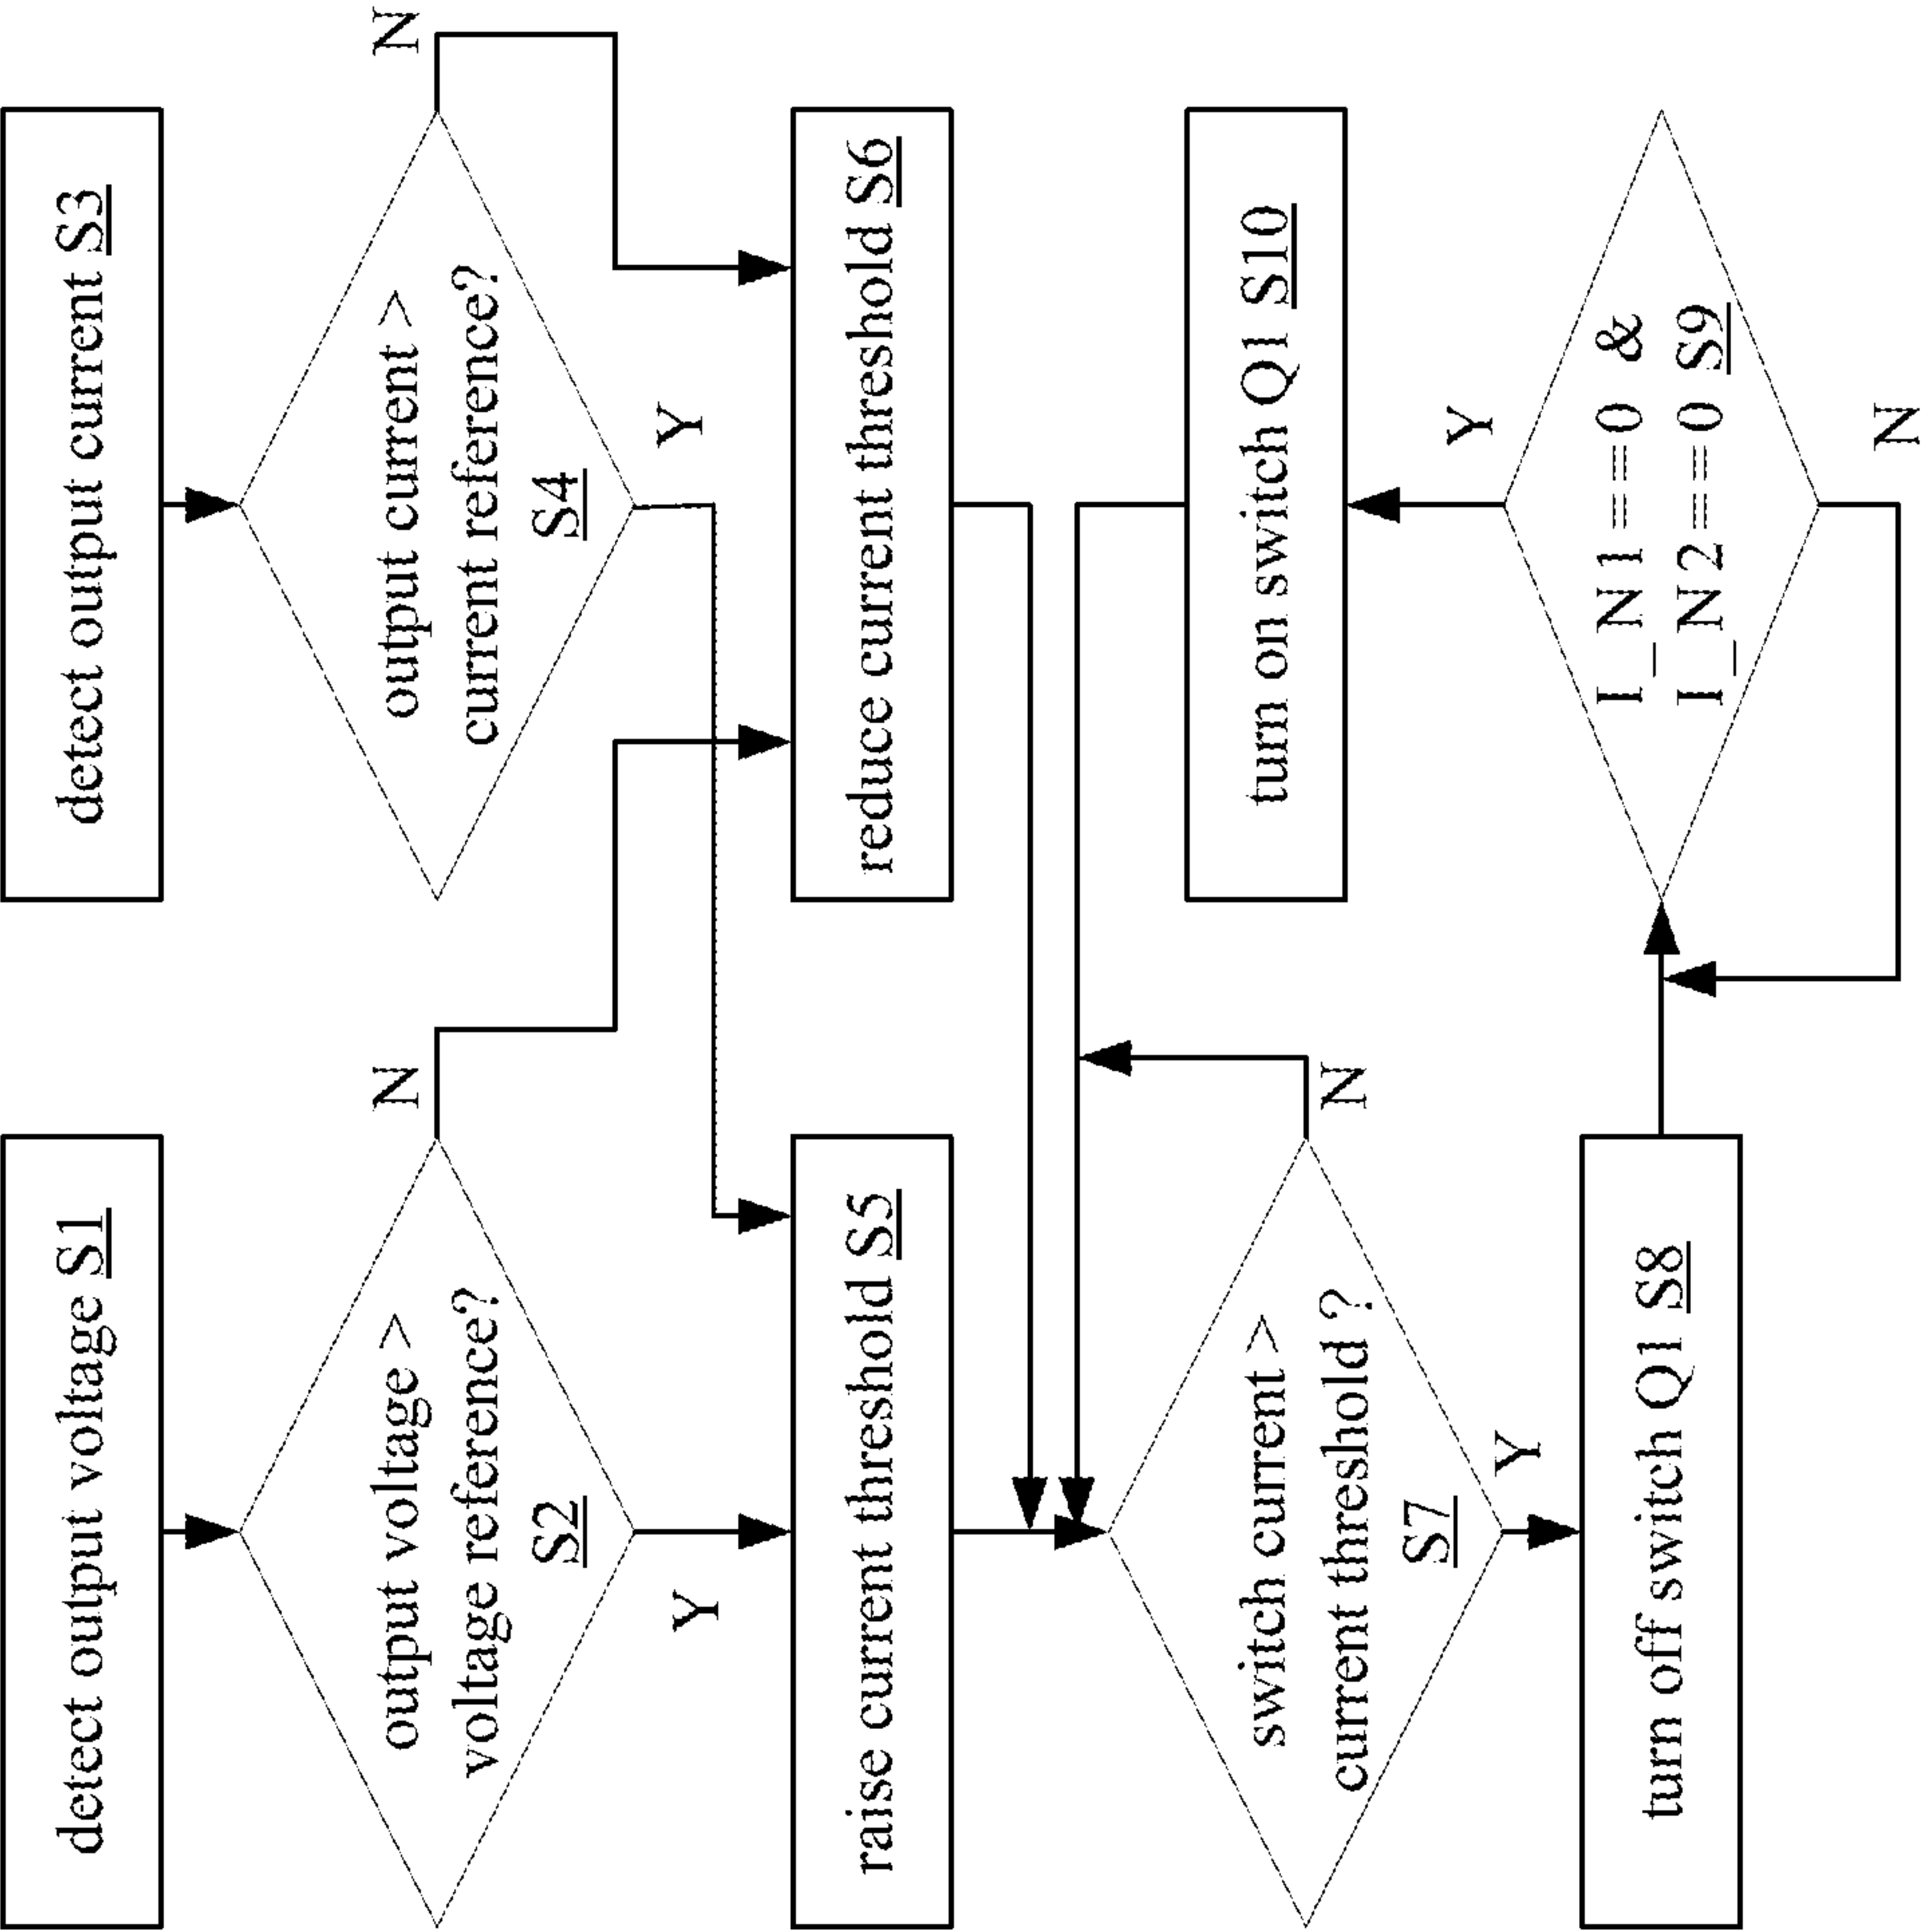 detect output voltage S1
output voltage >
voltage reference?
S2
N
Y
detect output current S3
output current >
current reference?
S4
N
Y
raise current threshold S5
reduce current threshold S6
switch current >
current threshold ?
S7
N
Y
turn off switch Q1 S8
I_N1==0 &
I_N2==0 S9
Y
N
turn on switch Q1 S10